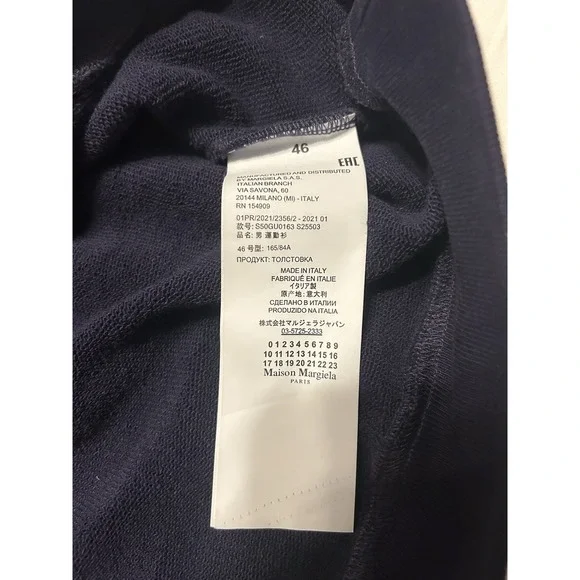 46
EAC
MANUFACTURED AND DISTRIBUTED
BY MARGIELA S.A.S.
ITALIAN BRANCH
VIA SAVONA, 60
20144 MILANO (MI) - ITALY
RN 154909
01PR/2021/2356/2 - 2021 01
款号: S50GU0163 S25503
品名: 男 運動衫
46 号型: 165/84A
ПРОДУКТ: ТОЛСТОВКА
MADE IN ITALY
FABRIQUÉ EN ITALIE
イタリア製
原产地: 意大利
СДЕЛАНО В ИТАЛИИ
PRODUZIDO NA ITALIA
株式会社マルジェラジャパン
03-5725-2333
0 1 2 3 4 5 6 7 8 9
10 11 12 13 14 15 16
17 18 19 20 21 22 23
Maison Margiela
PARIS